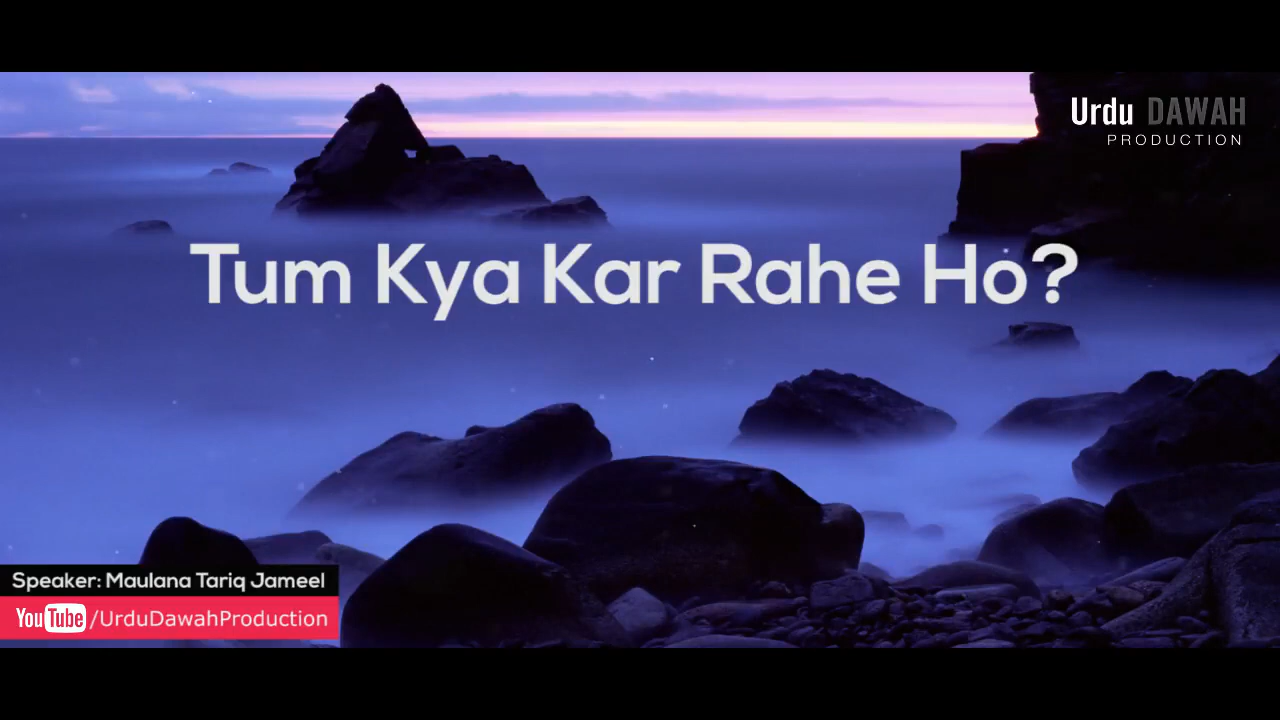 Urdu DAWAH
PRODUCTION
Tum Kya Kar Rahe Ho?
Speaker: Maulana Tariq Jameel
YouTube/UrduDawahProduction